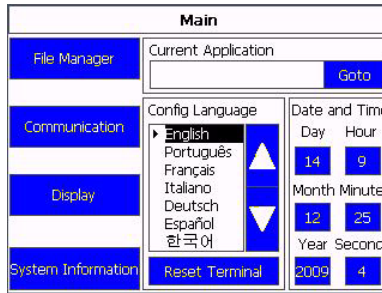 Main
File Manager
Communication
Display
System Information
Current Application
Goto
Config Language
English
Português
Français
Italiano
Deutsch
Español
한국어
Reset Terminal
Date and Time
Day Hour
14 9
Month Minute
12 25
Year Second
2009 4